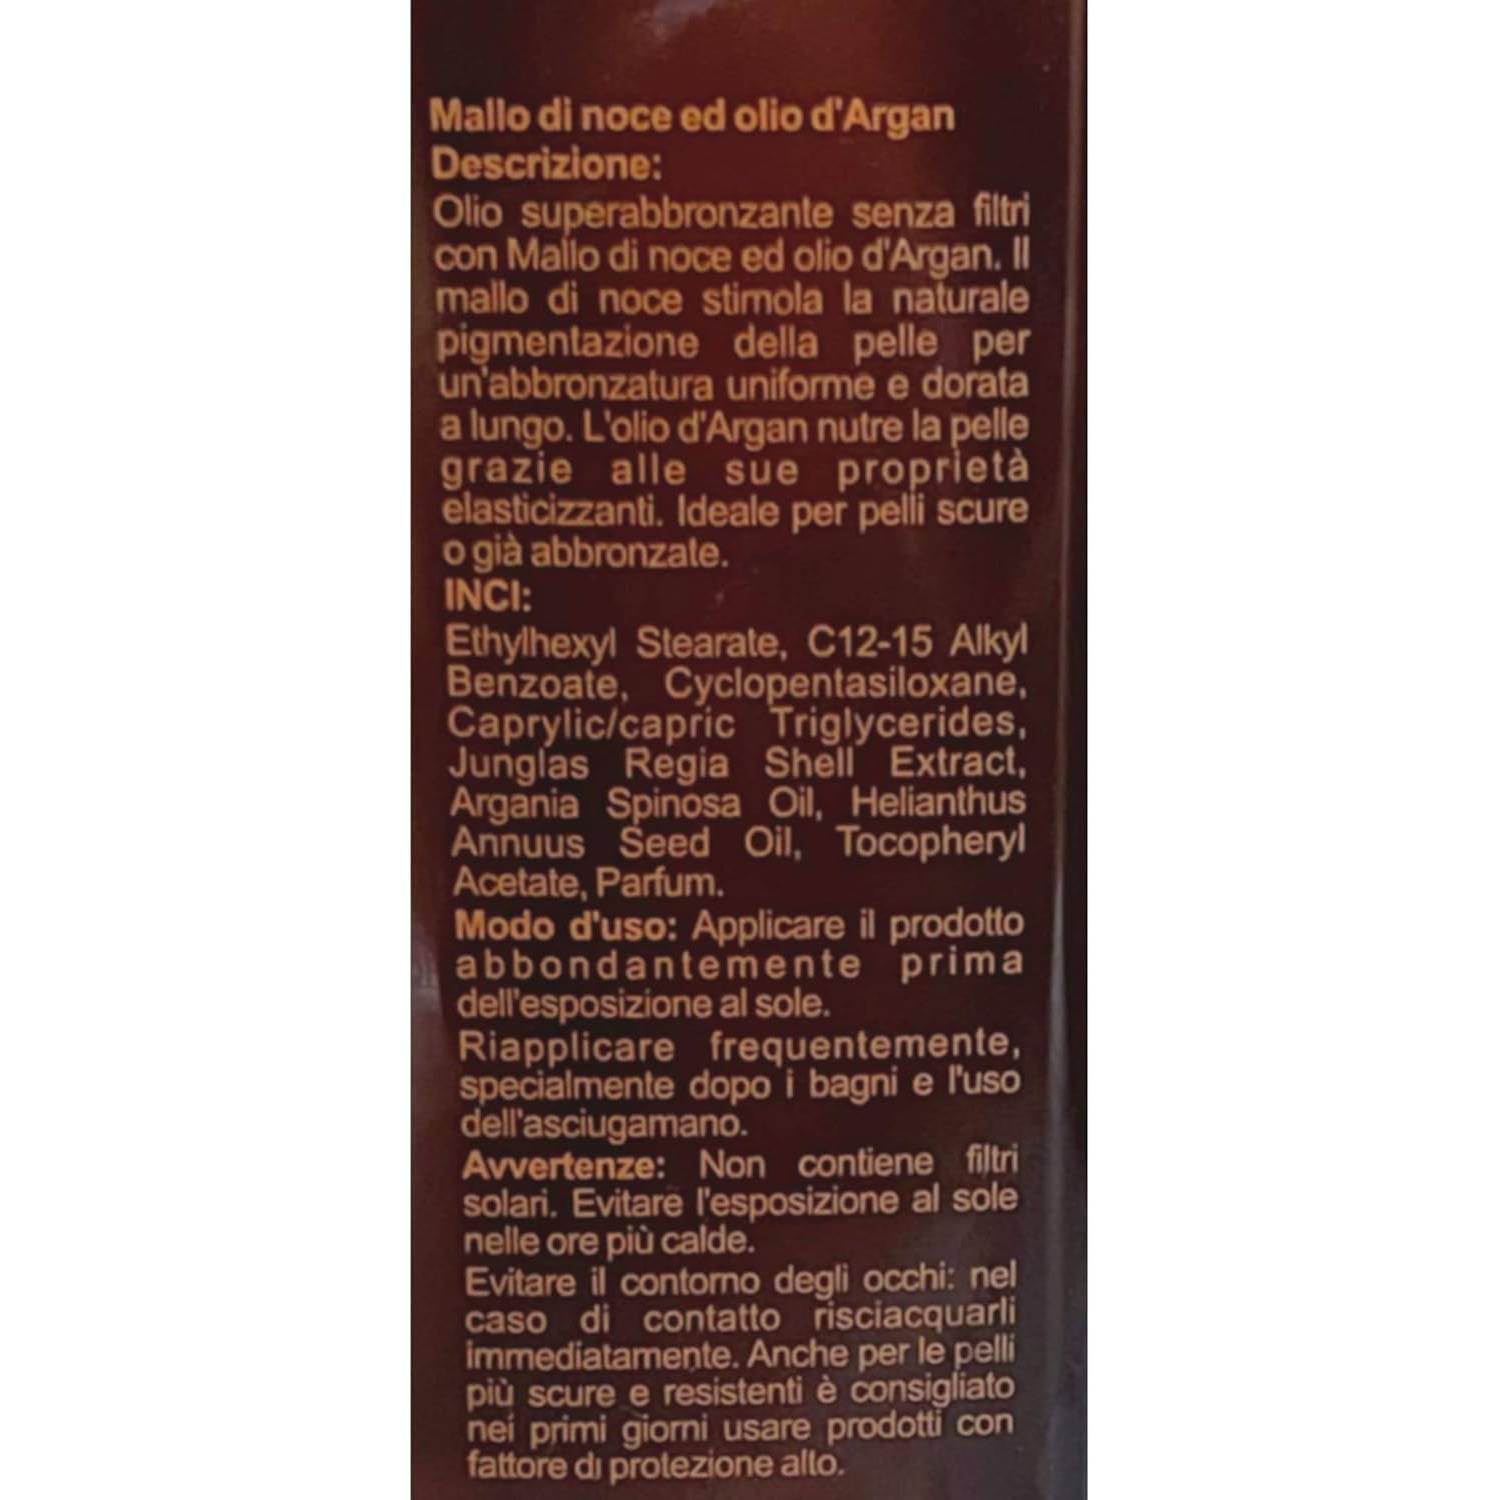 Mallo di noce ed olio d'Argan
Descrizione:
Olio superabbronzante senza filtri
con Mallo di noce ed olio d'Argan. Il
mallo di noce stimola la naturale
pigmentazione della pelle per
un'abbronzatura uniforme e dorata
a lungo. L'olio d'Argan nutre la pelle
grazie alle sue proprietà
elasticizzanti. Ideale per pelli scure
o già abbronzate.
INCI:
Ethylhexyl Stearate, C12-15 Alkyl
Benzoate, Cyclopentasiloxane,
Caprylic/capric Triglycerides,
Junglas Regia Shell Extract,
Argania Spinosa Oil, Helianthus
Annuus Seed Oil, Tocopheryl
Acetate, Parfum.
Modo d'uso: Applicare il prodotto
abbondantemente prima
dell'esposizione al sole.
Riapplicare frequentemente,
specialmente dopo i bagni e l'uso
dell'asciugamano.
Avvertenze: Non contiene filtri
solari. Evitare l'esposizione al sole
nelle ore più calde.
Evitare il contorno degli occhi: nel
caso di contatto risciacquarli
immediatamente. Anche per le pelli
più scure e resistenti è consigliato
nei primi giorni usare prodotti con
fattore di protezione alto.